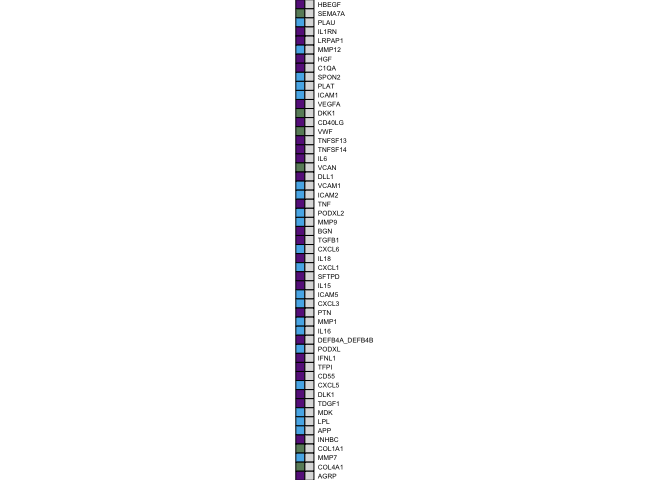 HBEGF
SEMA7A
PLAU
IL1RN
LRPAP1
MMP12
HGF
C1QA
SPON2
PLAT
ICAM1
VEGFA
DKK1
CD40LG
VWF
TNFSF13
TNFSF14
IL6
VCAN
DLL1
VCAM1
ICAM2
TNF
PODXL2
MMP9
BGN
TGFB1
CXCL6
IL18
CXCL1
SFTPD
IL15
ICAM5
CXCL3
PTN
MMP1
IL16
DEFB4A_DEFB4B
PODXL
IFNL1
TFPI
CD55
CXCL5
DLK1
TDGF1
MDK
LPL
APP
INHBC
COL1A1
MMP7
COL4A1
AGRP